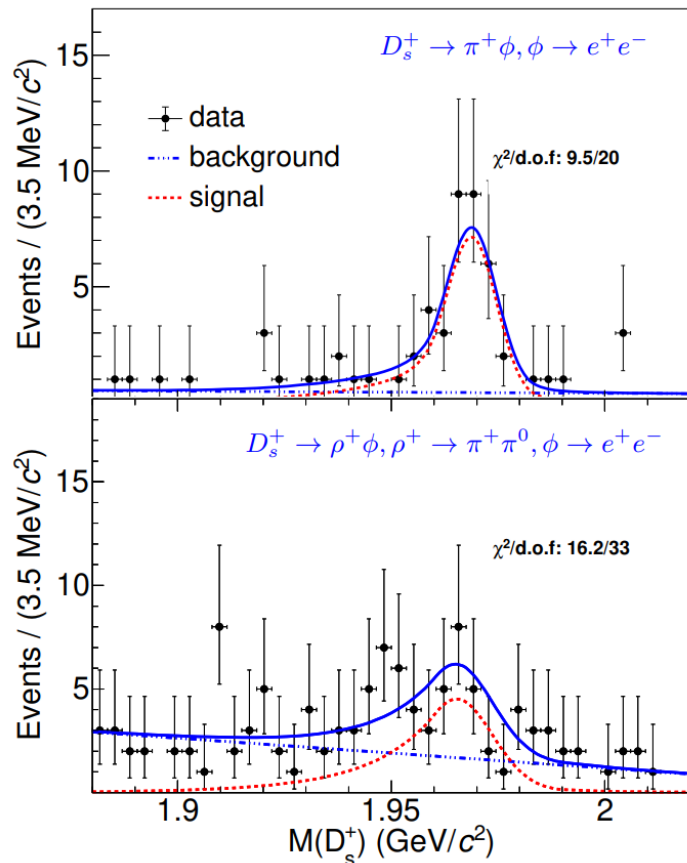 D_s^+ → π^+ φ, φ → e^+ e^-
data
background
signal
χ²/d.o.f: 9.5/20
Events / (3.5 MeV/c²)
15
10
5
D_s^+ → ρ^+ φ, ρ^+ → π^+ π^0, φ → e^+ e^-
χ²/d.o.f: 16.2/33
Events / (3.5 MeV/c²)
15
10
5
1.9
1.95
2
M(D_s^+) (GeV/c²)